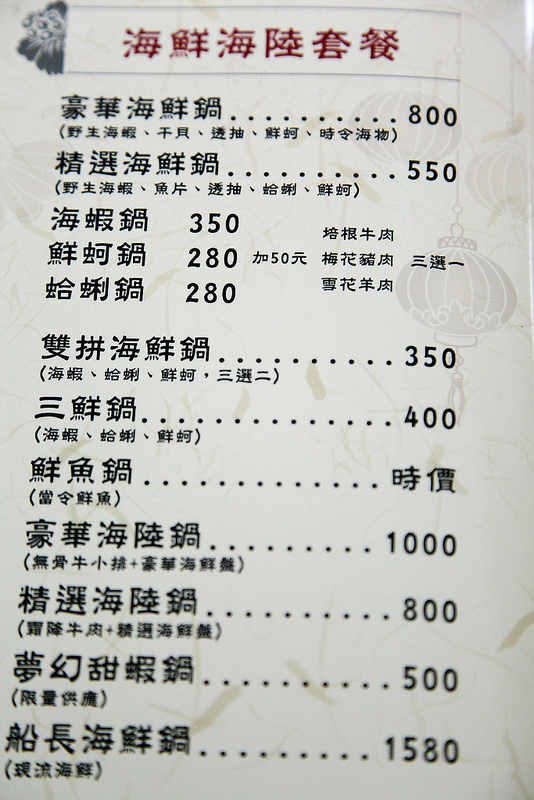 海鮮海陸套餐
豪華海鮮鍋..........800
(野生海蝦、干貝、透抽、鮮蚵、時令海物)
精選海鮮鍋..........550
(野生海蝦、魚片、透抽、蛤蜊、鮮蚵)
海蝦鍋 350
鮮蚵鍋 280
蛤蜊鍋 280
加50元
培根牛肉
梅花豬肉
雪花羊肉
三選一
雙拼海鮮鍋..........350
(海蝦、蛤蜊、鮮蚵，三選二)
三鮮鍋.............400
(海蝦、蛤蜊、鮮蚵)
鮮魚鍋.............時價
(當令鮮魚)
豪華海陸鍋.........1000
(無骨牛小排+豪華海鮮盤)
精選海陸鍋..........800
(霜降牛肉+精選海鮮盤)
夢幻甜蝦鍋..........500
(限量供應)
船長海鮮鍋.........1580
(現流海鮮)